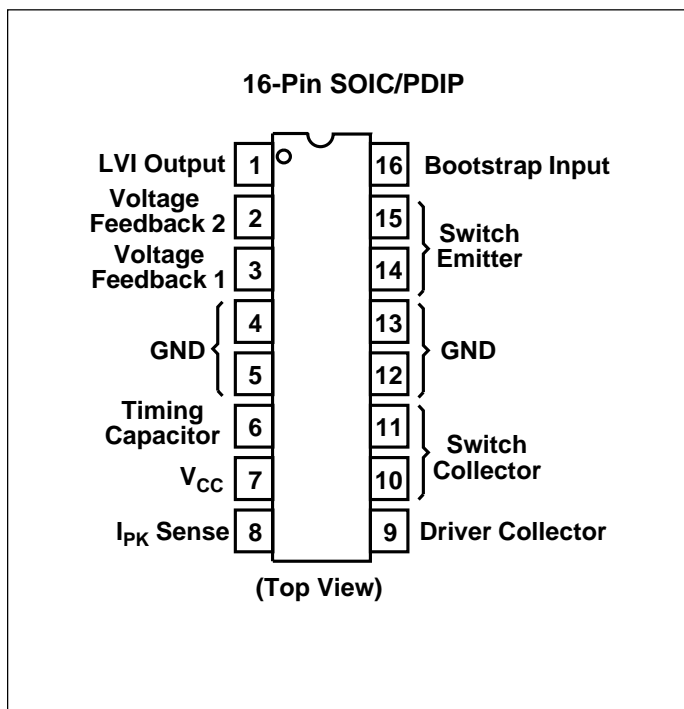 16-Pin SOIC/PDIP
LVI Output 1 16 Bootstrap Input
Voltage
Feedback 2 2 15 Switch
Emitter
Voltage
Feedback 1 3 14
GND 4 13 GND
5 12
Timing
Capacitor 6 11 Switch
Collector
VCC 7 10
IPK Sense 8 9 Driver Collector
(Top View)